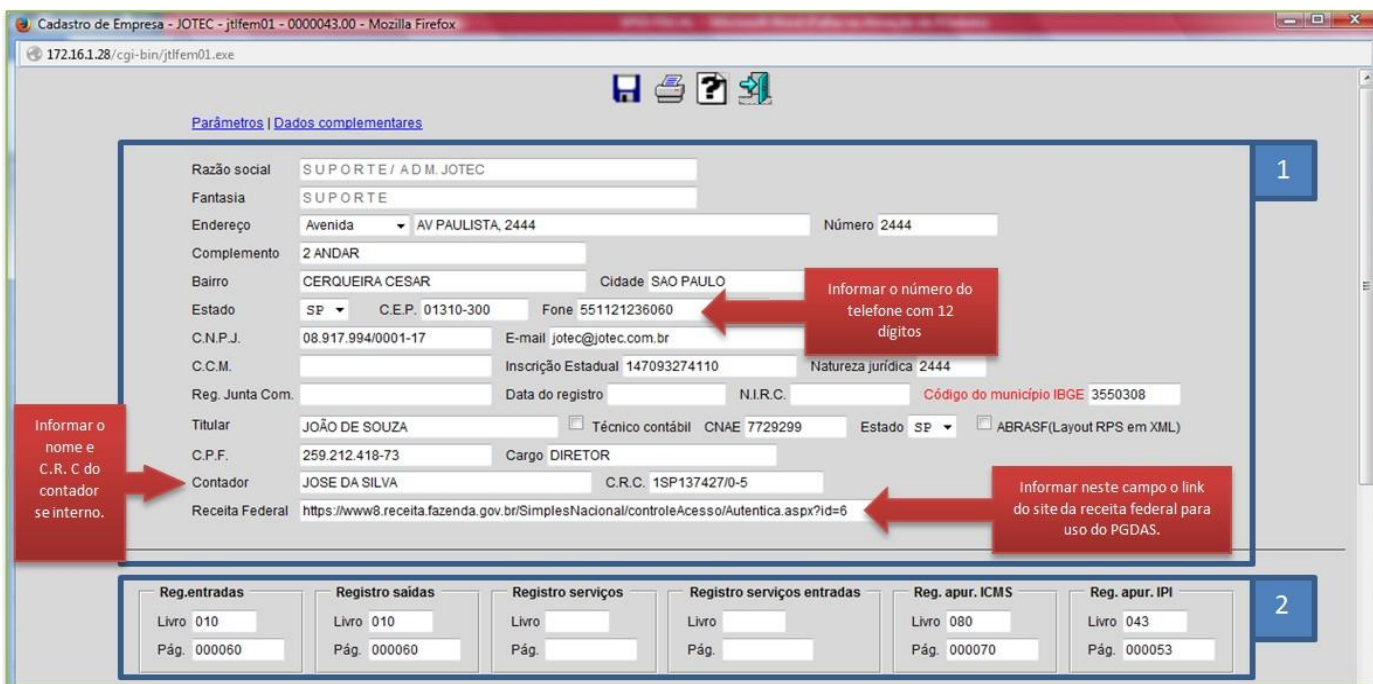 Cadastro de Empresa - JOTEC - jtlfem01 - 0000043.00 - Mozilla Firefox
172.16.1.28/cgi-bin/jtlfem01.exe
Parâmetros | Dados complementares
1
Razão social SUPORTE/ ADM. JOTEC
Fantasia SUPORTE
Endereço Avenida AV PAULISTA, 2444 Número 2444
Complemento 2 ANDAR
Bairro CERQUEIRA CESAR Cidade SAO PAULO
Estado SP C.E.P. 01310-300 Fone 551121236060
Informar o número do
telefone com 12
dígitos
C.N.P.J. 08.917.994/0001-17 E-mail jotec@jotec.com.br
C.C.M. Inscrição Estadual 147093274110 Natureza jurídica 2444
Reg. Junta Com. Data do registro N.I.R.C. Código do município IBGE 3550308
Titular JOÃO DE SOUZA Técnico contábil CNAE 7729299 Estado SP ABRASF(Layout RPS em XML)
C.P.F. 259.212.418-73 Cargo DIRETOR
Informar o
nome e
C.R. C do
contador
se interno.
Contador JOSE DA SILVA C.R.C. 1SP137427/0-5
Receita Federal https://www8.receita.fazenda.gov.br/SimplesNacional/controleAcesso/Autentica.aspx?id=6
Informar neste campo o link
do site da receita federal para
uso do PGDAS.
2
Reg.entradas Registro saídas Registro serviços Registro serviços entradas Reg. apur. ICMS Reg. apur. IPI
Livro 010 Livro 010 Livro Livro Livro 080 Livro 043
Pág. 000060 Pág. 000060 Pág. Pág. Pág. 000070 Pág. 000053